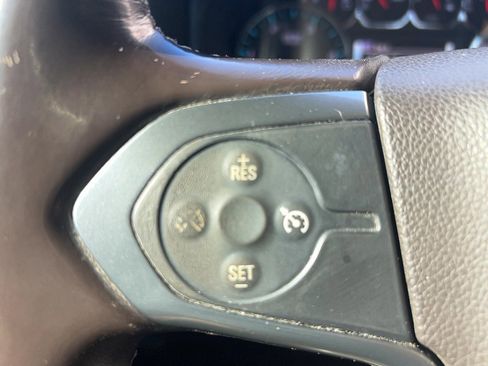 +
RES
SET
-